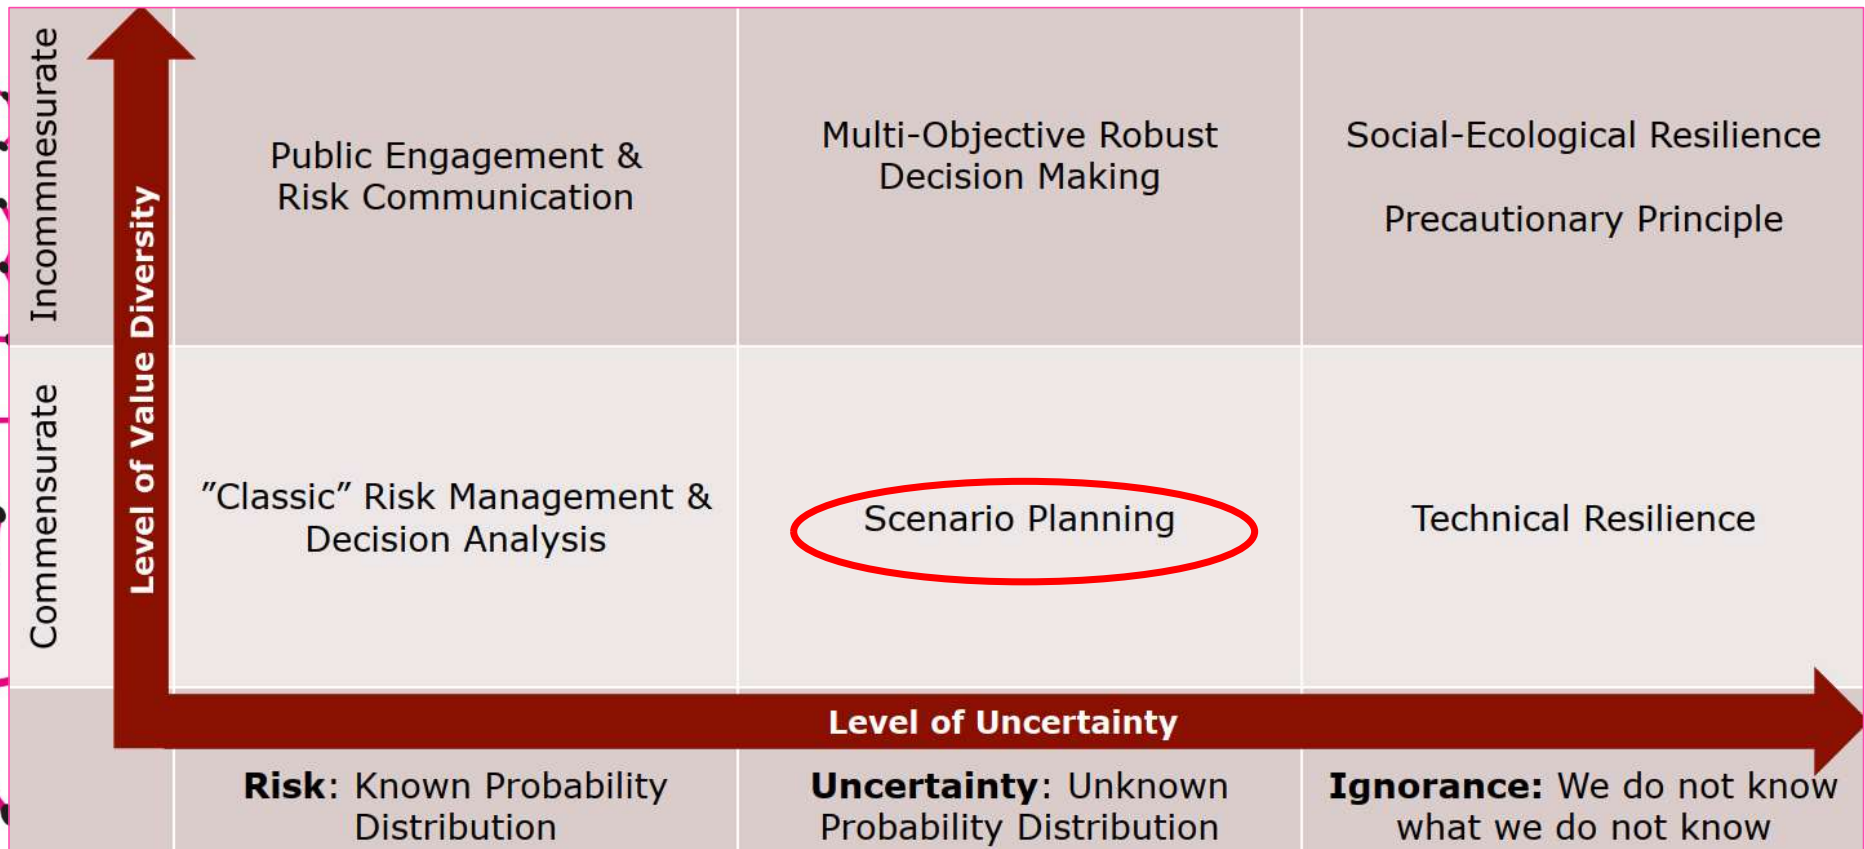 Incommnesurate
Public Engagement &
Risk Communication
Multi-Objective Robust
Decision Making
Social-Ecological Resilience
Precautionary Principle
Level of Value Diversity
Commensurate
”Classic” Risk Management &
Decision Analysis
Scenario Planning
Technical Resilience
Level of Uncertainty
Risk: Known Probability
Distribution
Uncertainty: Unknown
Probability Distribution
Ignorance: We do not know
what we do not know